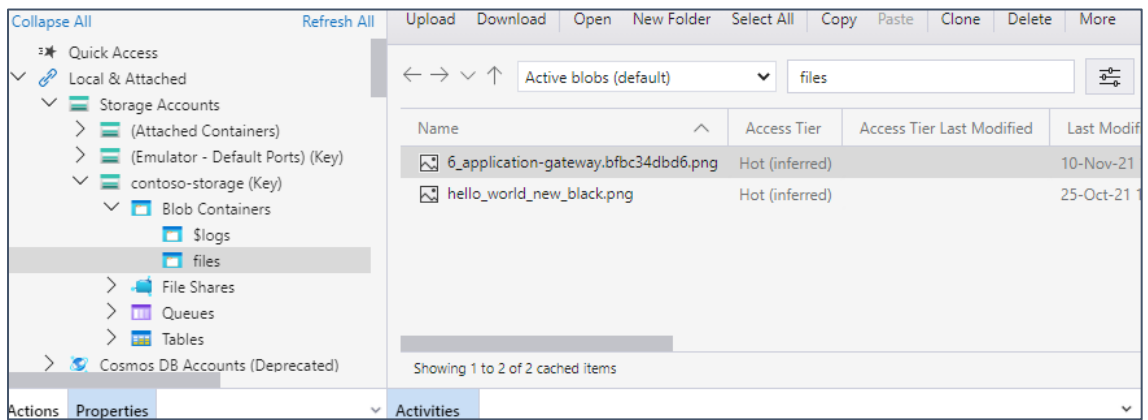 Collapse All Refresh All
Quick Access
Local & Attached
Storage Accounts
(Attached Containers)
(Emulator - Default Ports) (Key)
contoso-storage (Key)
Blob Containers
$logs
files
File Shares
Queues
Tables
Cosmos DB Accounts (Deprecated)
Actions Properties
Upload Download Open New Folder Select All Copy Paste Clone Delete More
Active blobs (default) files
Name Access Tier Access Tier Last Modified Last Modif
6_application-gateway.bfbc34dbd6.png Hot (inferred) 10-Nov-21
hello_world_new_black.png Hot (inferred) 25-Oct-21 1
Showing 1 to 2 of 2 cached items
Activities